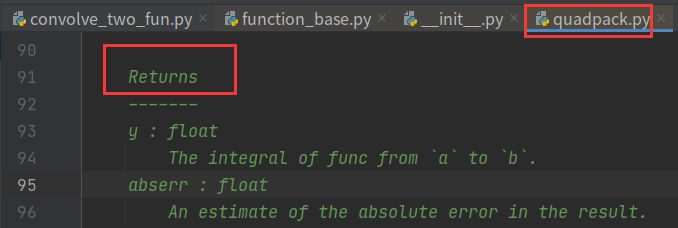 convolve_two_fun.py × function_base.py × __init__.py × quadpack.py ×
90
91 Returns
92 -------
93 y : float
94 The integral of func from `a` to `b`.
95 abserr : float
96 An estimate of the absolute error in the result.